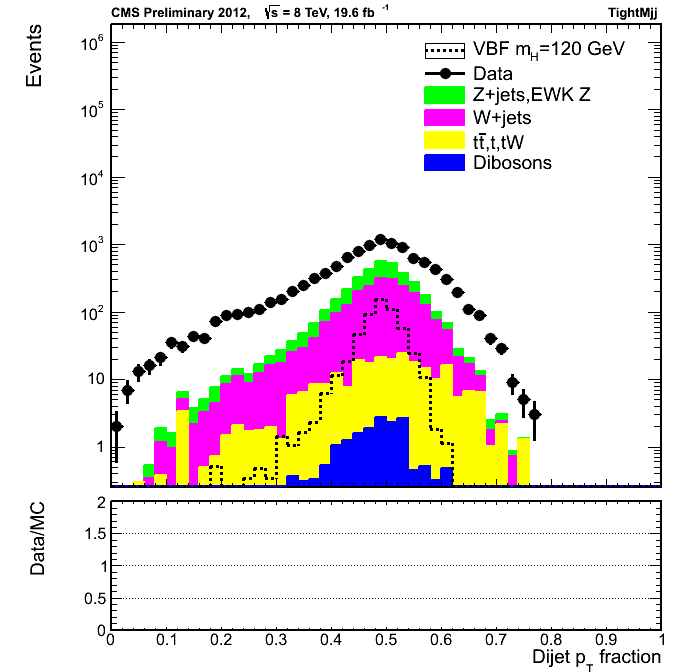 CMS Preliminary 2012, √s = 8 TeV, 19.6 fb⁻¹ TightMjj
Events
10⁶
10⁵
10⁴
10³
10²
10
1
VBF m_H=120 GeV
Data
Z+jets,EWK Z
W+jets
tt̄,t,tW
Dibosons
Data/MC
2
1.5
1
0.5
0
0 0.1 0.2 0.3 0.4 0.5 0.6 0.7 0.8 0.9 1
Dijet p_T fraction